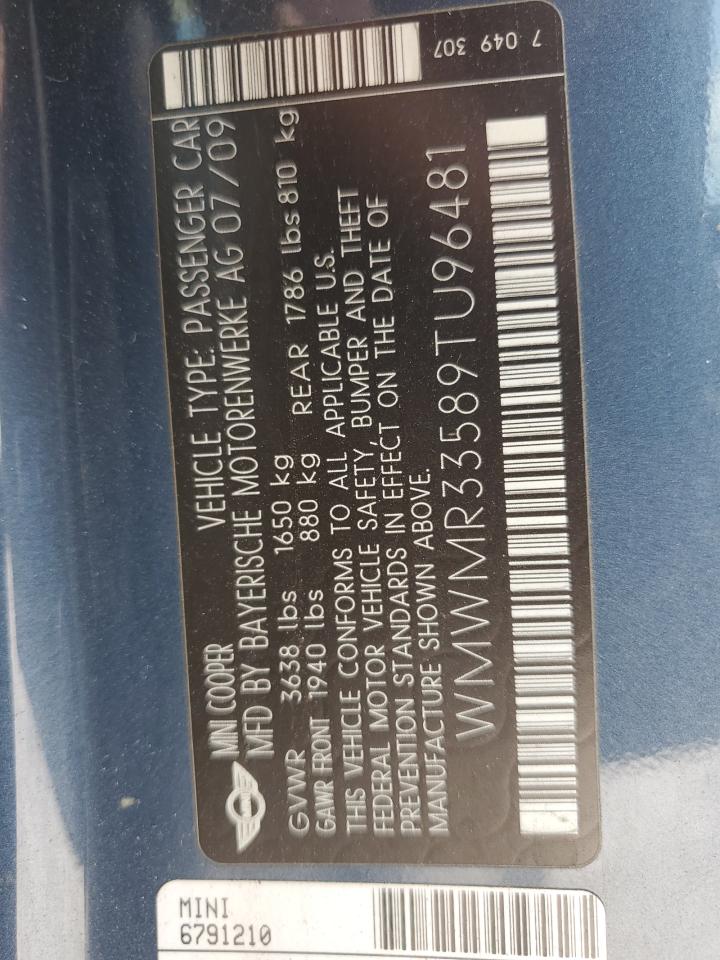 MINI COOPER VEHICLE TYPE: PASSENGER CAR
MFD BY BAYERISCHE MOTORENWERKE AG 07/09
GVWR 3638 lbs 1650 kg
GAWR FRONT 1940 lbs 880 kg REAR 1786 lbs 810 kg
THIS VEHICLE CONFORMS TO ALL APPLICABLE U.S.
FEDERAL MOTOR VEHICLE SAFETY, BUMPER AND THEFT
PREVENTION STANDARDS IN EFFECT ON THE DATE OF
MANUFACTURE SHOWN ABOVE.
WMWMR33589TU96481
7 049 307
MINI
6791210